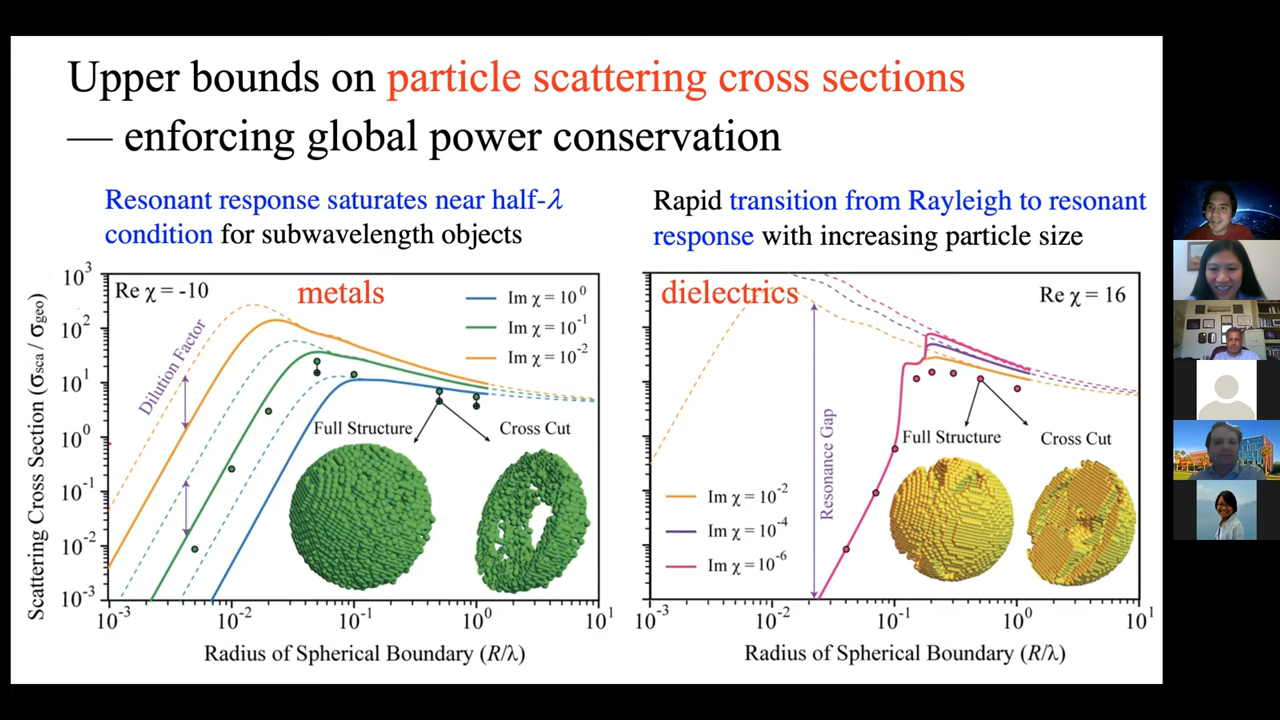 Upper bounds on particle scattering cross sections
— enforcing global power conservation
Resonant response saturates near half-λ
condition for subwavelength objects
Rapid transition from Rayleigh to resonant
response with increasing particle size
Scattering Cross Section (σsca / σgeo)
10³
10²
10¹
10⁰
10⁻¹
10⁻²
10⁻³
Re χ = -10
metals
Im χ = 10⁰
Im χ = 10⁻¹
Im χ = 10⁻²
Dilution Factor
Full Structure
Cross Cut
10⁻³
10⁻²
10⁻¹
10⁰
10¹
Radius of Spherical Boundary (R/λ)
dielectrics
Re χ = 16
Resonance Gap
Full Structure
Cross Cut
Im χ = 10⁻²
Im χ = 10⁻⁴
Im χ = 10⁻⁶
10⁻³
10⁻²
10⁻¹
10⁰
10¹
Radius of Spherical Boundary (R/λ)